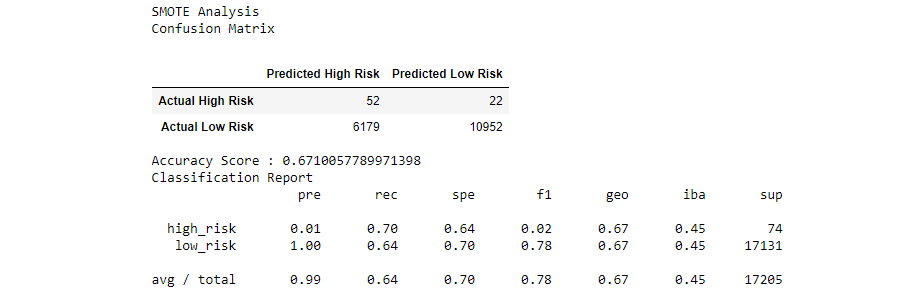 SMOTE Analysis
Confusion Matrix
Predicted High Risk Predicted Low Risk
Actual High Risk 52 22
Actual Low Risk 6179 10952
Accuracy Score : 0.6710057789971398
Classification Report
pre rec spe f1 geo iba sup
high_risk 0.01 0.70 0.64 0.02 0.67 0.45 74
low_risk 1.00 0.64 0.70 0.78 0.67 0.45 17131
avg / total 0.99 0.64 0.70 0.78 0.67 0.45 17205